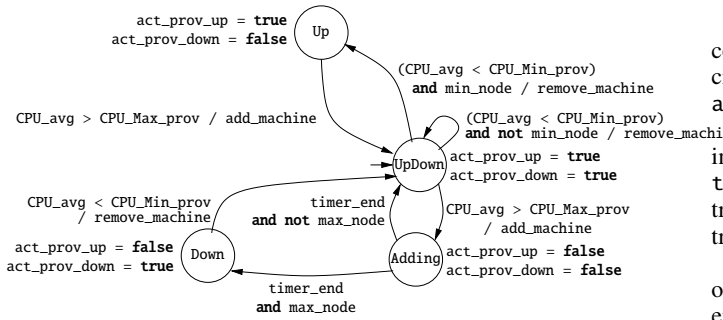 act_prov_up = true
act_prov_down = false
Up
(CPU_avg < CPU_Min_prov)
and min_node / remove_machine
CPU_avg > CPU_Max_prov / add_machine
(CPU_avg < CPU_Min_prov)
and not min_node / remove_machi
UpDown
act_prov_up = true
act_prov_down = true
CPU_avg < CPU_Min_prov
/ remove_machine
timer_end
and not max_node
CPU_avg > CPU_Max_prov
/ add_machine
act_prov_up = false
act_prov_down = true
Down
Adding
act_prov_up = false
act_prov_down = false
timer_end
and max_node